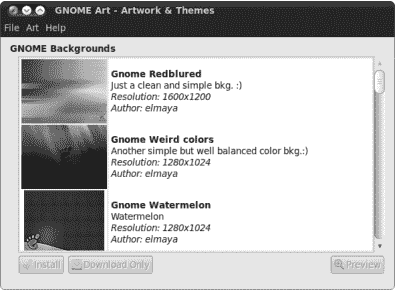 GNOME Art - Artwork & Themes
File Art Help
GNOME Backgrounds
Gnome Redblured
Just a clean and simple bkg. :)
Resolution: 1600x1200
Author: elmaya
Gnome Weird colors
Another simple but well balanced color bkg.:)
Resolution: 1280x1024
Author: elmaya
Gnome Watermelon
Watermelon
Resolution: 1280x1024
Author: elmaya
Install Download Only Preview